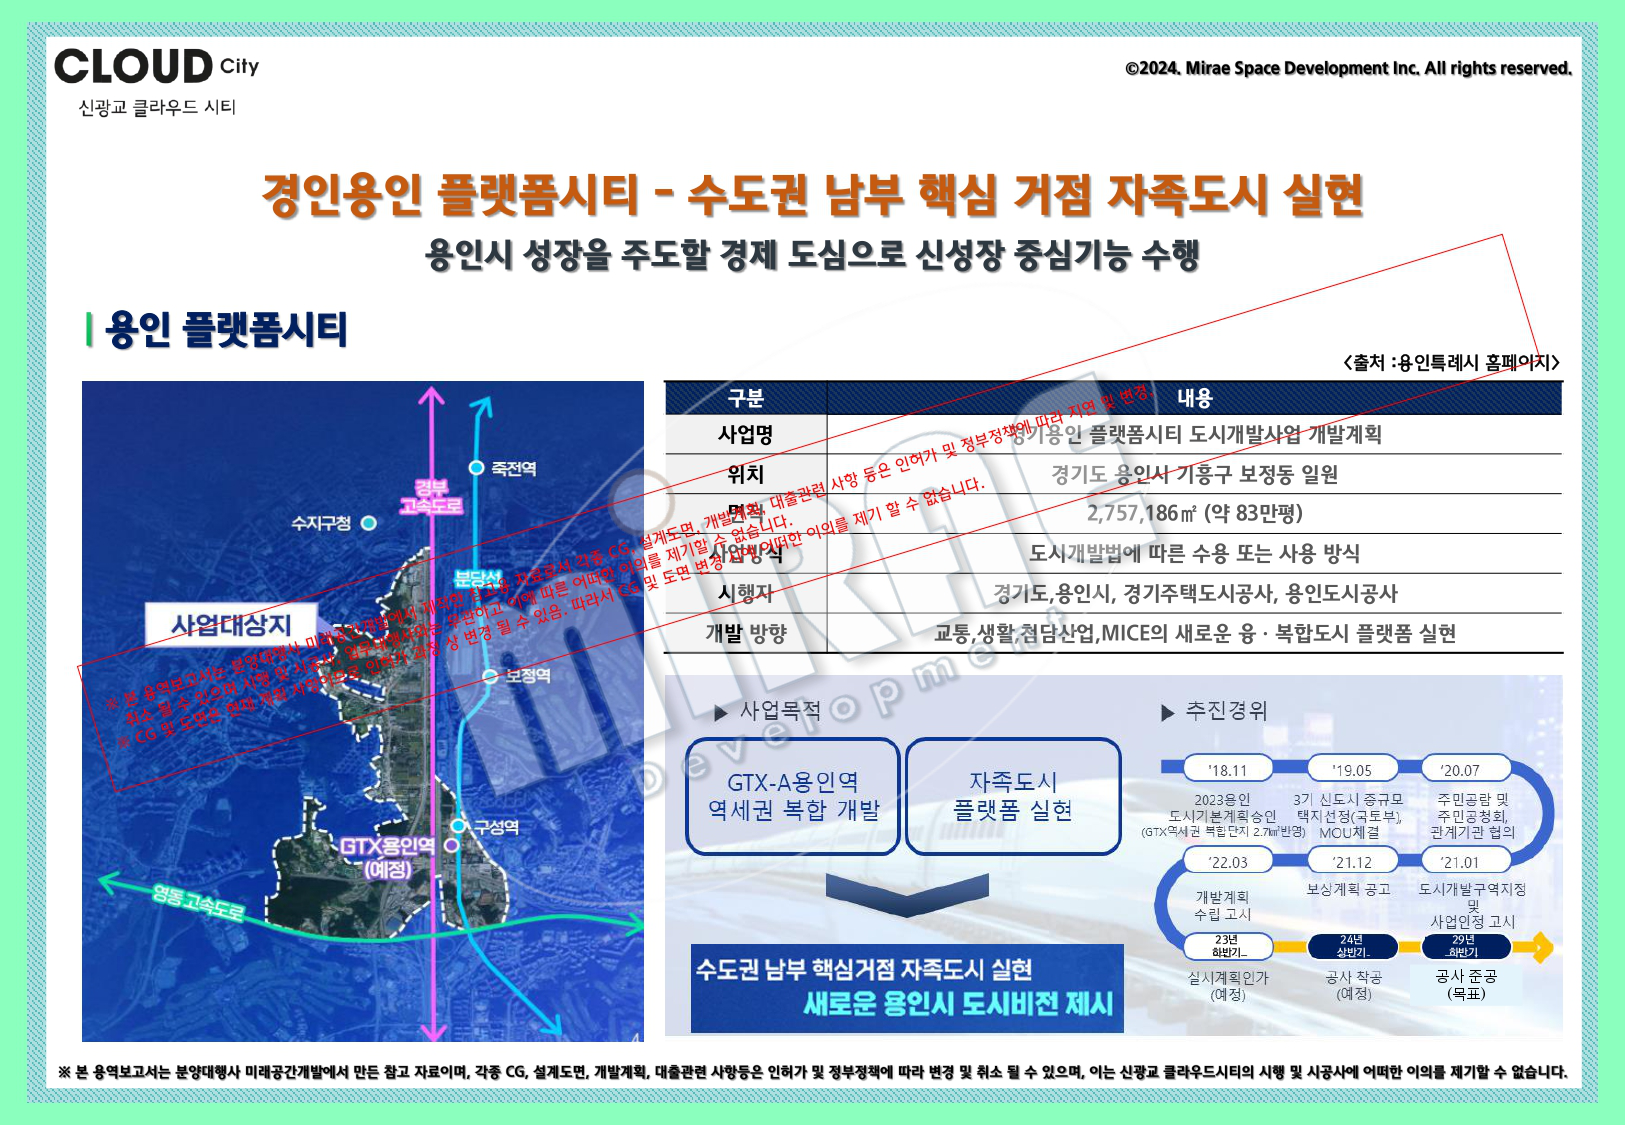 CLOUD City
신광교 클라우드 시티
©2024. Mirae Space Development Inc. All rights reserved.
경인용인 플랫폼시티 - 수도권 남부 핵심 거점 자족도시 실현
용인시 성장을 주도할 경제 도심으로 신성장 중심기능 수행
용인 플랫폼시티
<출처 :용인특례시 홈페이지>
죽전역
경부
고속도로
수지구청
분당선
사업대상지
보정역
구성역
GTX용인역
(예정)
영동고속도로
4
구분 내용
사업명 경기용인 플랫폼시티 도시개발사업 개발계획
위치 경기도 용인시 기흥구 보정동 일원
면적 2,757,186㎡ (약 83만평)
사업방식 도시개발법에 따른 수용 또는 사용 방식
시행자 경기도,용인시, 경기주택도시공사, 용인도시공사
개발 방향 교통,생활,첨담산업,MICE의 새로운 융 · 복합도시 플랫폼 실현
※ 본 용역보고서는 분양대행사 미래공간개발에서 제작한 참고용 자료로서 각종 CG, 설계도면, 개발계획, 대출관련 사항 등은 인허가 및 정부정책에 따라 지연 및 변경,
취소 될 수 있으며 시행 및 시공사, 업무대행사와는 무관하고 이에 따른 어떠한 이의를 제기할 수 없습니다.
※ CG 및 도면은 현재 계획 사항이므로 인허가 과정 상 변경 될 수 있음. 따라서 CG 및 도면 변경 시에 어떠한 이의를 제기 할 수 없습니다.
MIRAE
Development
▶ 사업목적
GTX-A용인역
역세권 복합 개발
자족도시
플랫폼 실현
수도권 남부 핵심거점 자족도시 실현
새로운 용인시 도시비전 제시
▶ 추진경위
'18.11 '19.05 '20.07
2023용인
도시기본계획승인
(GTX역세권 복합단지 2.7㎢반영)
3기 신도시 중규모
택지선정(국토부),
MOU체결
주민공람 및
주민공청회,
관계기관 협의
'22.03 '21.12 '21.01
개발계획
수립 고시
보상계획 공고
도시개발구역지정
및
사업인정 고시
23년
하반기
24년
상반기
29년
하반기
실시계획인가
(예정)
공사 착공
(예정)
공사 준공
(목표)
※ 본 용역보고서는 분양대행사 미래공간개발에서 만든 참고 자료이며, 각종 CG, 설계도면, 개발계획, 대출관련 사항등은 인허가 및 정부정책에 따라 변경 및 취소 될 수 있으며, 이는 신광교 클라우드시티의 시행 및 시공사에 어떠한 이의를 제기할 수 없습니다.